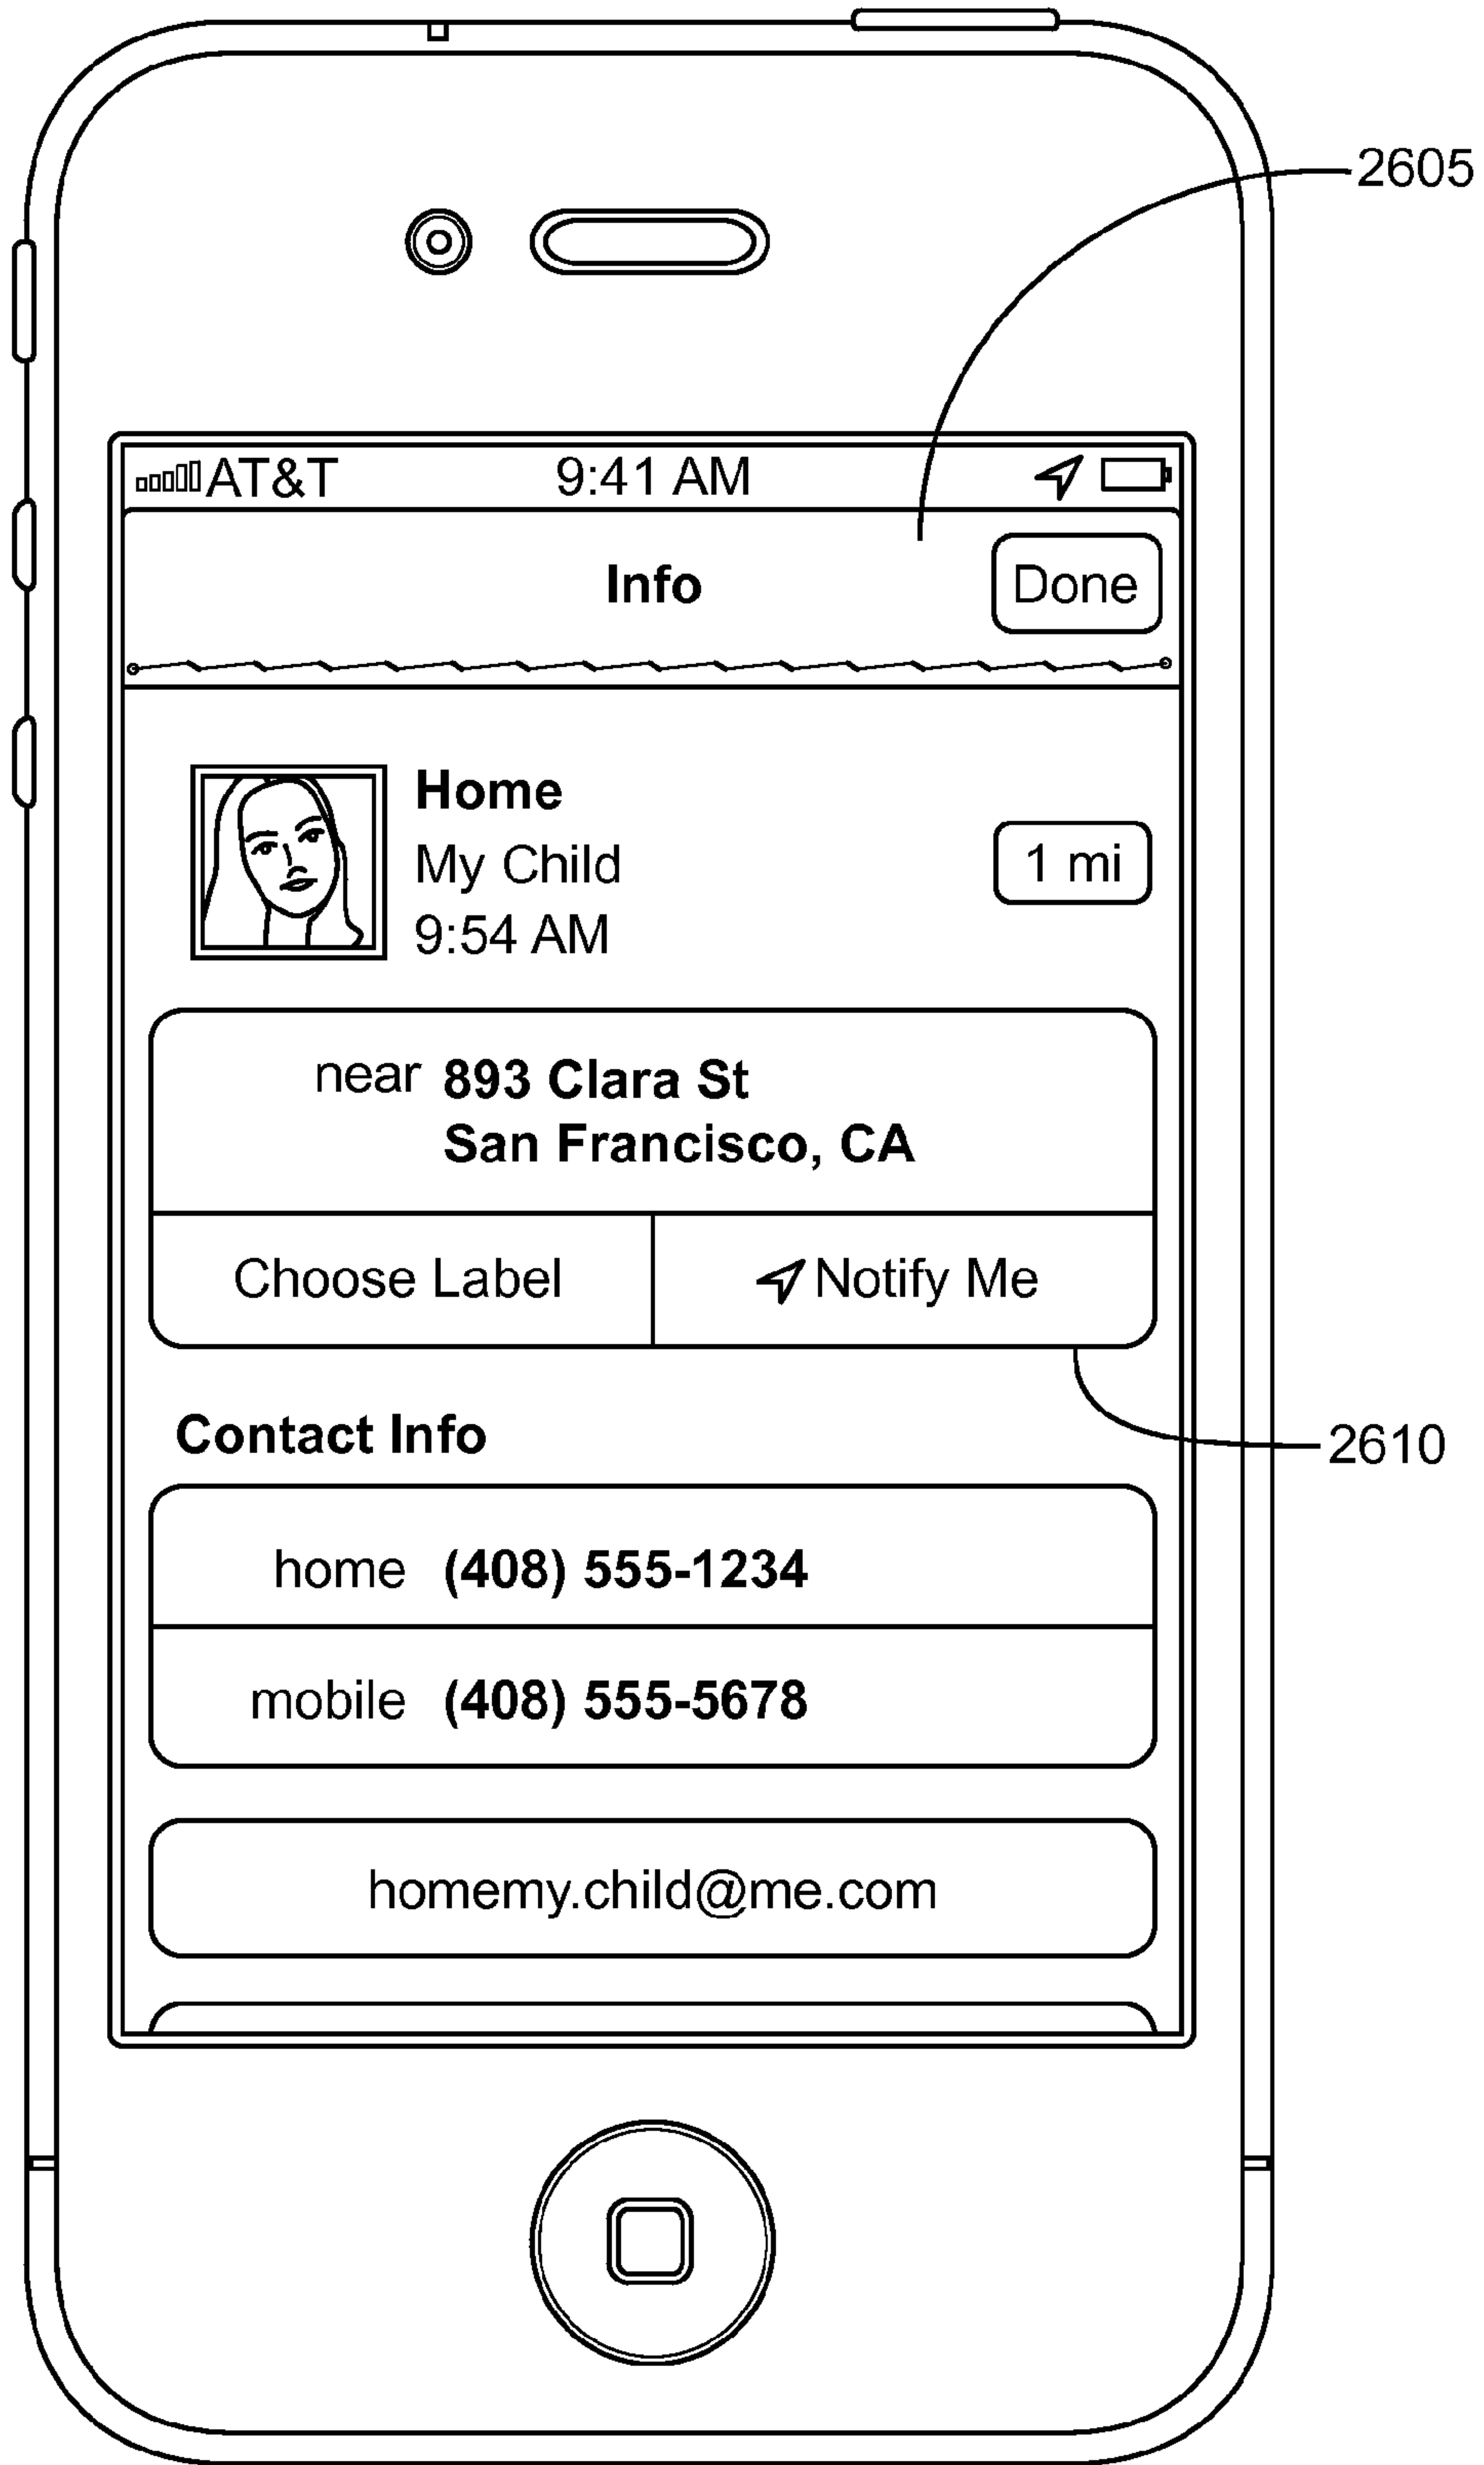 2605
AT&T 9:41 AM
Info Done
Home
My Child 1 mi
9:54 AM
near 893 Clara St
San Francisco, CA
Choose Label Notify Me
Contact Info
2610
home (408) 555-1234
mobile (408) 555-5678
homemy.child@me.com